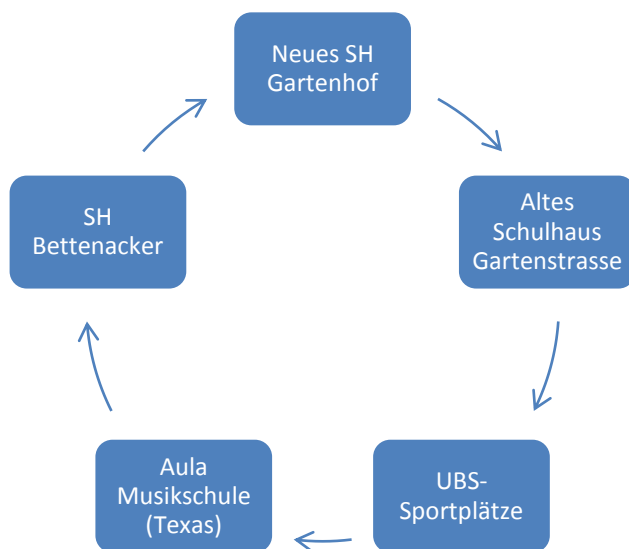 Neues SH
Gartenhof
Altes
Schulhaus
Gartenstrasse
UBS-
Sportplätze
Aula
Musikschule
(Texas)
SH
Bettenacker